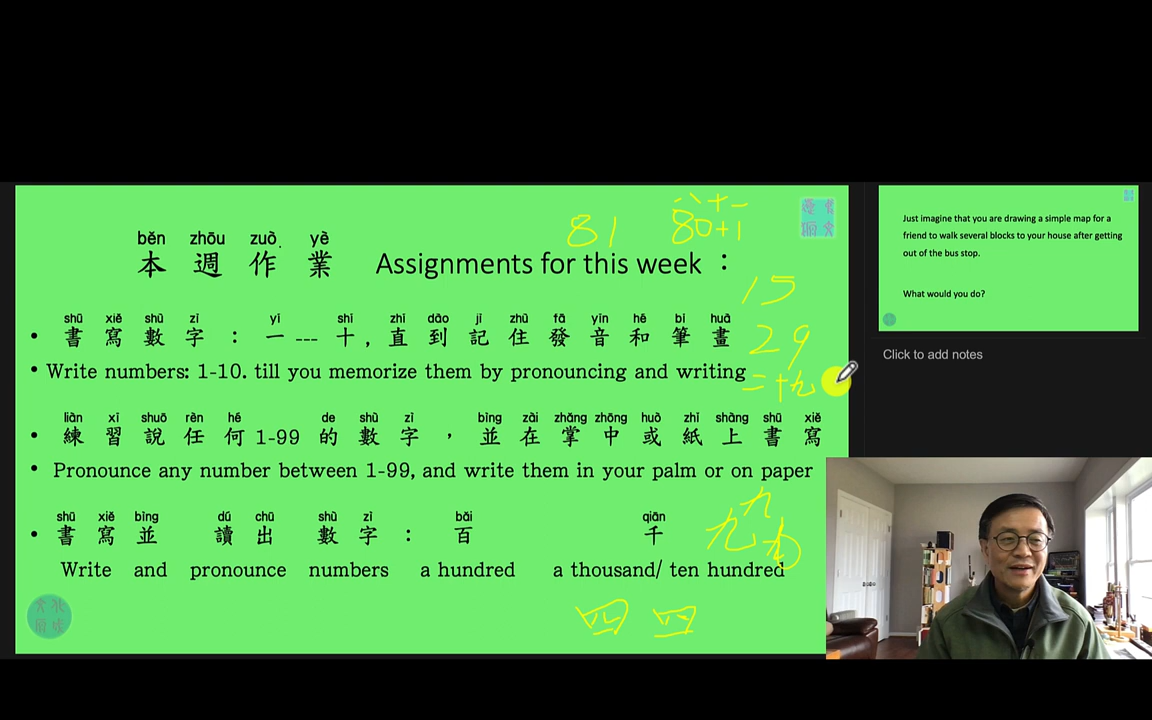 běn zhōu zuò yè
本 週 作 業 Assignments for this week ：
81
八十一
80+1
15
29
二十九
shū xiě shù zì yī shí zhí dào jì zhù fā yīn hé bǐ huà
• 書 寫 數 字 ： 一 --- 十 , 直 到 記 住 發 音 和 筆 畫
• Write numbers: 1-10. till you memorize them by pronouncing and writing
liàn xí shuō rèn hé de shù zì bìng zài zhǎng zhōng huò zhǐ shàng shū xiě
• 練 習 說 任 何 1-99 的 數 字 ， 並 在 掌 中 或 紙 上 書 寫
• Pronounce any number between 1-99, and write them in your palm or on paper
shū xiě bìng dú chū shù zì bǎi qiān
• 書 寫 並 讀 出 數 字 ： 百 千
Write and pronounce numbers a hundred a thousand/ ten hundred
九 九 九
四 四
Just imagine that you are drawing a simple map for a
friend to walk several blocks to your house after getting
out of the bus stop.
What would you do?
Click to add notes